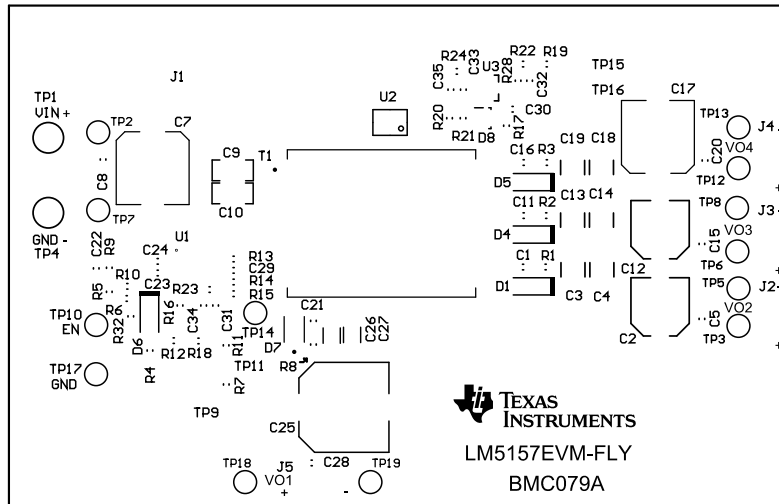 J1
TP1
VIN +
TP2
C7
C8
GND -
TP4
TP7
C9
C10
T1
U2
R24
C33
U3
R22
R19
C35
R28
C32
R20
R21
D8
R17
C30
TP15
TP16
C17
TP13
J4 -
C20
VO4
TP12
+
C16
R3
C19
C18
D5
C13
C14
C11
R2
D4
TP8
J3 -
VO3
C15
TP6
+
C1
R1
D1
C3
C4
C12
TP5
J2 -
VO2
C2
C5
TP3
+
C22
R9
U1
C24
R10
C23
R5
R6
R32
R23
R13
C29
R14
R15
R16
C34
C31
TP14
TP10
EN
D6
R12
R18
R11
R4
R7
TP17
GND
TP11
TP9
C21
D7
R8
C26
C27
C25
C28
TP18
J5
VO1
+
-
TP19
TEXAS
INSTRUMENTS
LM5157EVM-FLY
BMC079A